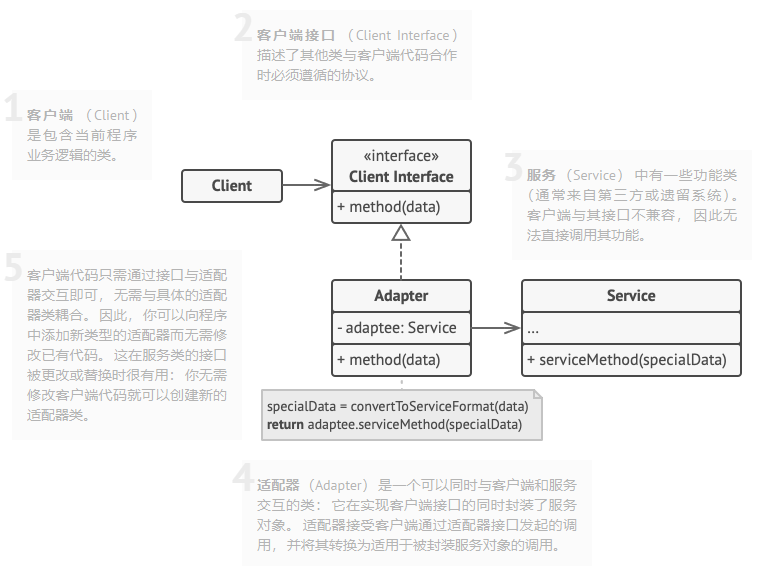 2
客户端接口 （Client Interface）
描述了其他类与客户端代码合作
时必须遵循的协议。
1
客户端 （Client）
是包含当前程序
业务逻辑的类。
«interface»
Client Interface
+ method(data)
Client
3
服务 （Service） 中有一些功能类
（通常来自第三方或遗留系统）。
客户端与其接口不兼容， 因此无
法直接调用其功能。
5
客户端代码只需通过接口与适配
器交互即可， 无需与具体的适配
器类耦合。 因此， 你可以向程序
中添加新类型的适配器而无需修
改已有代码。 这在服务类的接口
被更改或替换时很有用： 你无需
修改客户端代码就可以创建新的
适配器类。
Adapter
- adaptee: Service
+ method(data)
Service
...
+ serviceMethod(specialData)
specialData = convertToServiceFormat(data)
return adaptee.serviceMethod(specialData)
4
适配器 （Adapter） 是一个可以同时与客户端和服务
交互的类： 它在实现客户端接口的同时封装了服务
对象。 适配器接受客户端通过适配器接口发起的调
用， 并将其转换为适用于被封装服务对象的调用。